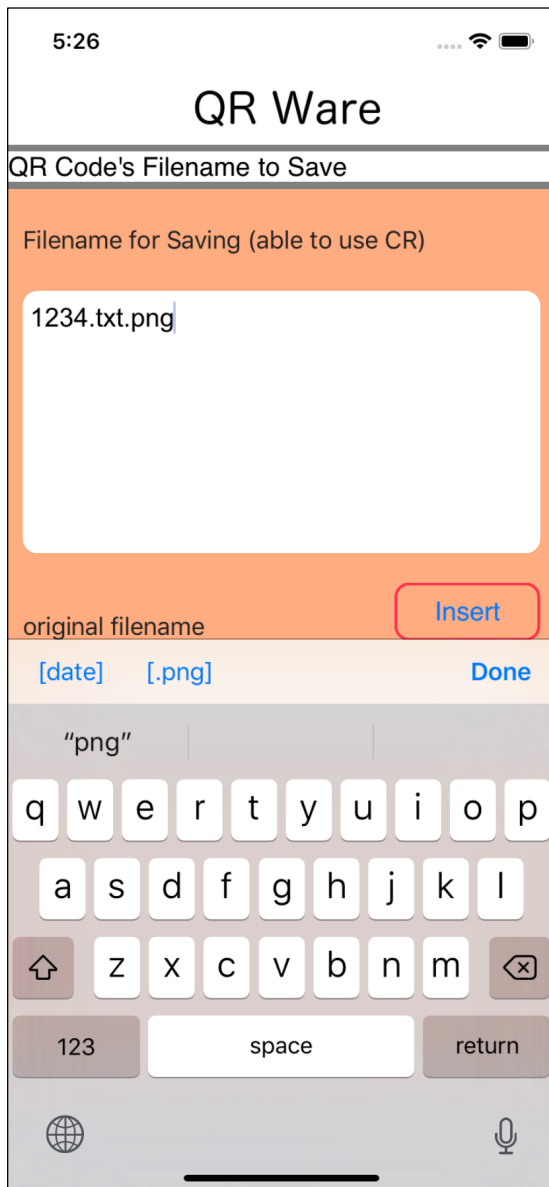 5:26
QR Ware
QR Code's Filename to Save
Filename for Saving (able to use CR)
1234.txt.png
original filename
Insert
[date] [.png] Done
“png”
q w e r t y u i o p
a s d f g h j k l
z x c v b n m
123 space return